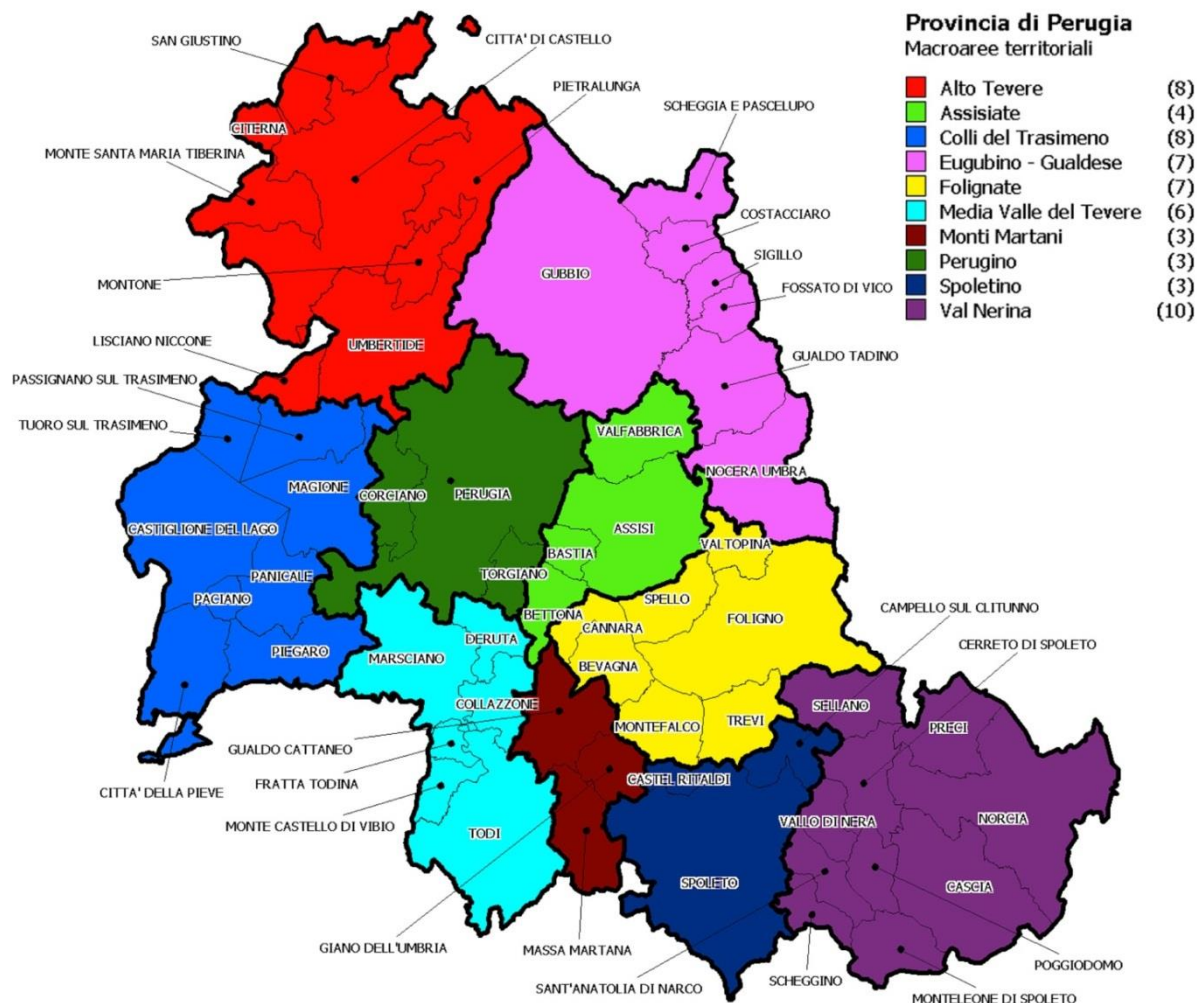 Provincia di Perugia
Macroaree territoriali
Alto Tevere (8)
Assisiate (4)
Colli del Trasimeno (8)
Eugubino - Gualdese (7)
Folignate (7)
Media Valle del Tevere (6)
Monti Martani (3)
Perugino (3)
Spoletino (3)
Val Nerina (10)
SAN GIUSTINO
CITTA' DI CASTELLO
PIETRALUNGA
SCHEGGIA E PASCELUPO
CITERNA
MONTE SANTA MARIA TIBERINA
COSTACCIARO
SIGILLO
GUBBIO
MONTONE
FOSSATO DI VICO
LISCIANO NICCONE
UMBERTIDE
GUALDO TADINO
PASSIGNANO SUL TRASIMENO
TUORO SUL TRASIMENO
VALFABBRICA
NOCERA UMBRA
MAGIONE
CORCIANO
PERUGIA
CASTIGLIONE DEL LAGO
ASSISI
VALTOPINA
BASTIA
PANICALE
TORGIANO
PACIANO
SPELLO
CAMPELLO SUL CLITUNNO
BETTONA
FOLIGNO
CANNARA
DERUTA
CERRETO DI SPOLETO
PIEGARO
MARSCIANO
BEVAGNA
COLLAZZONE
SELLANO
MONTEFALCO
TREVI
PRECI
GUALDO CATTANEO
CASTEL RITALDI
FRATTA TODINA
CITTA' DELLA PIEVE
MONTE CASTELLO DI VIBIO
TODI
VALLO DI NERA
NORCIA
SPOLETO
CASCIA
GIANO DELL'UMBRIA
MASSA MARTANA
POGGIODOMO
SCHEGGINO
SANT'ANATOLIA DI NARCO
MONTELEONE DI SPOLETO